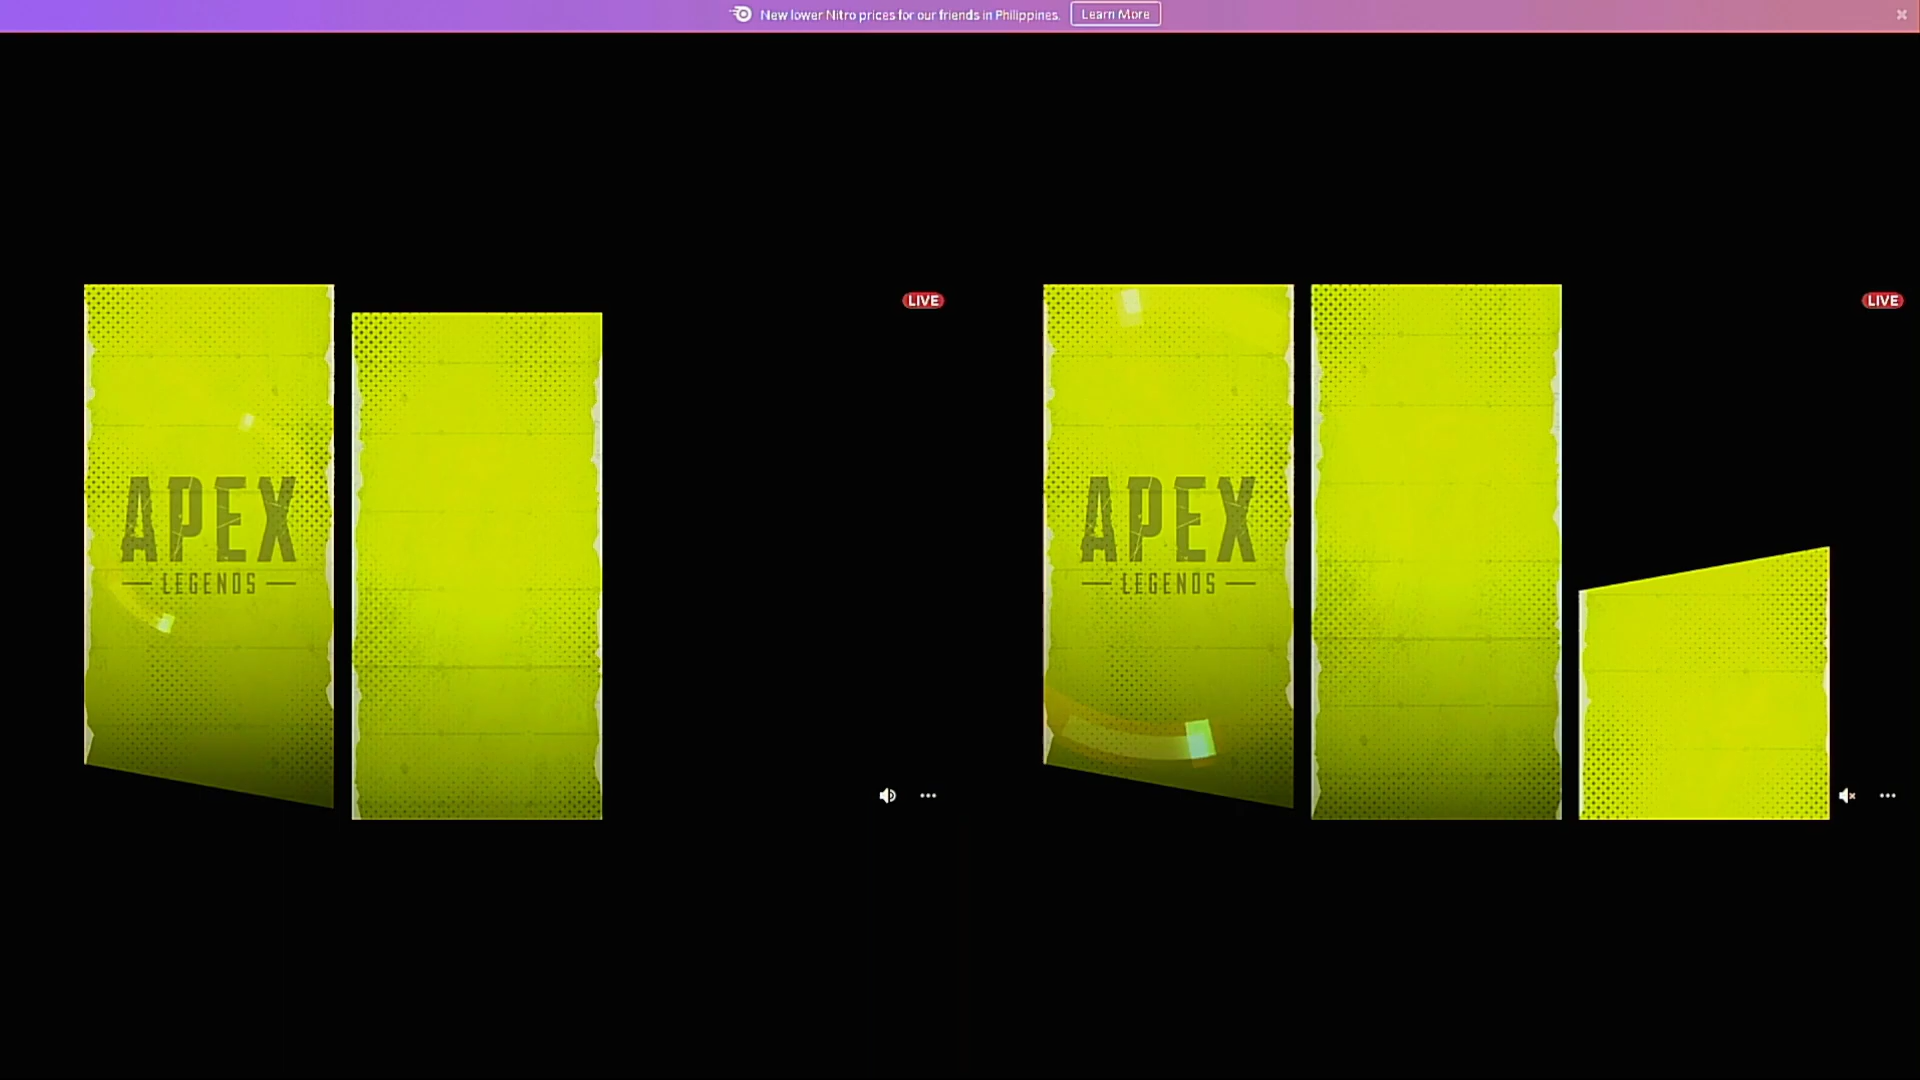 New lower Nitro prices for our friends in Philippines. Learn More
LIVE
LIVE
APEX
LEGENDS
APEX
LEGENDS